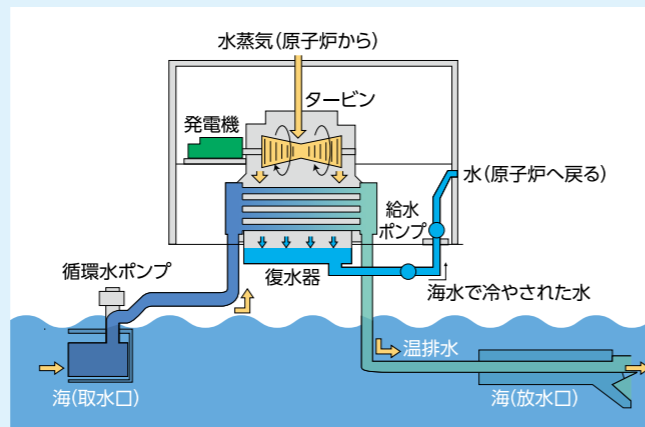 水蒸気(原子炉から)
タービン
発電機
水(原子炉へ戻る)
給水
ポンプ
循環水ポンプ
復水器
海水で冷やされた水
温排水
海(取水口)
海(放水口)